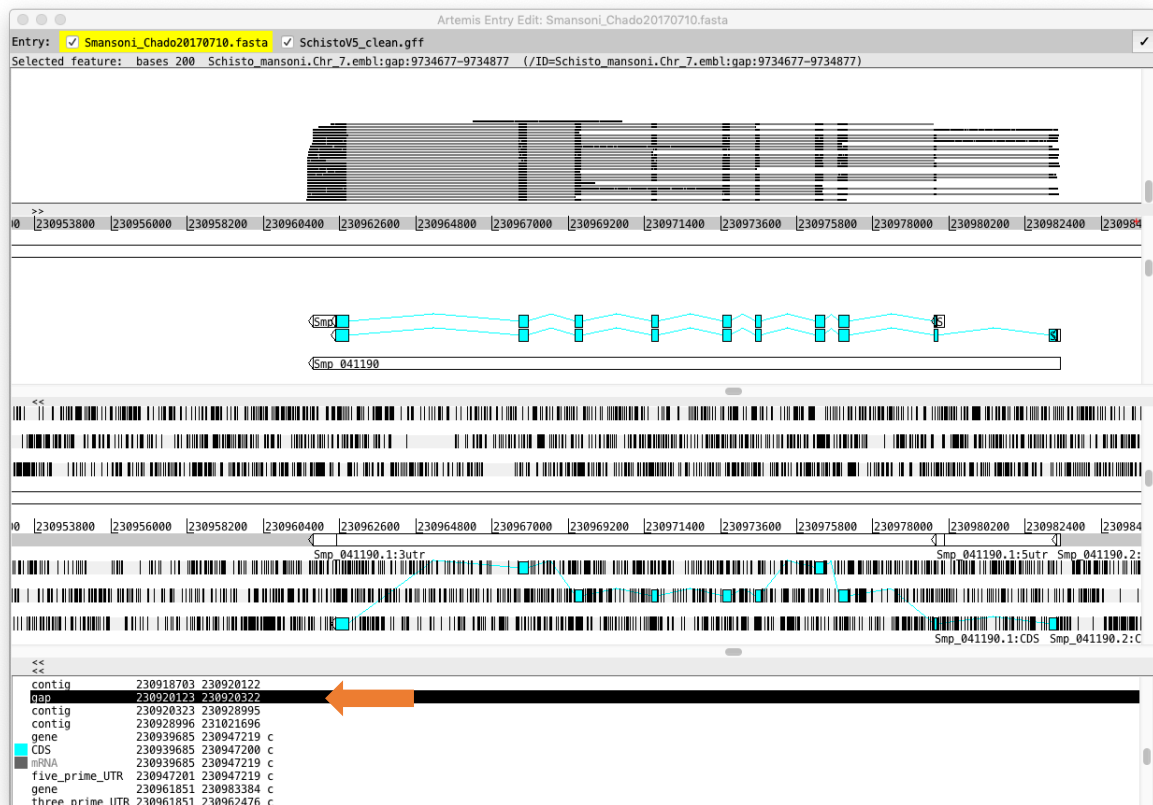 Artemis Entry Edit: Smansoni_Chado20170710.fasta
Entry: Smansoni_Chado20170710.fasta SchistoV5_clean.gff
Selected feature: bases 200 Schisto_mansoni.Chr_7.embl:gap:9734677-9734877 (/ID=Schisto_mansoni.Chr_7.embl:gap:9734677-9734877)
>>
230953800 230956000 230958200 230960400 230962600 230964800 230967000 230969200 230971400 230973600 230975800 230978000 230980200 230982400 230984
Smp S
Smp_041190
<<
230953800 230956000 230958200 230960400 230962600 230964800 230967000 230969200 230971400 230973600 230975800 230978000 230980200 230982400 230984
Smp_041190.1:3utr Smp_041190.1:5utr Smp_041190.2:
Smp_041190.1:CDS Smp_041190.2:C
<<
<<
contig 230918703 230920122
gap 230920123 230920322
contig 230920323 230928995
contig 230928996 231021696
gene 230939685 230947219 c
CDS 230939685 230947200 c
mRNA 230939685 230947219 c
five_prime_UTR 230947201 230947219 c
gene 230961851 230983384 c
three_prime_UTR 230961851 230962476 c